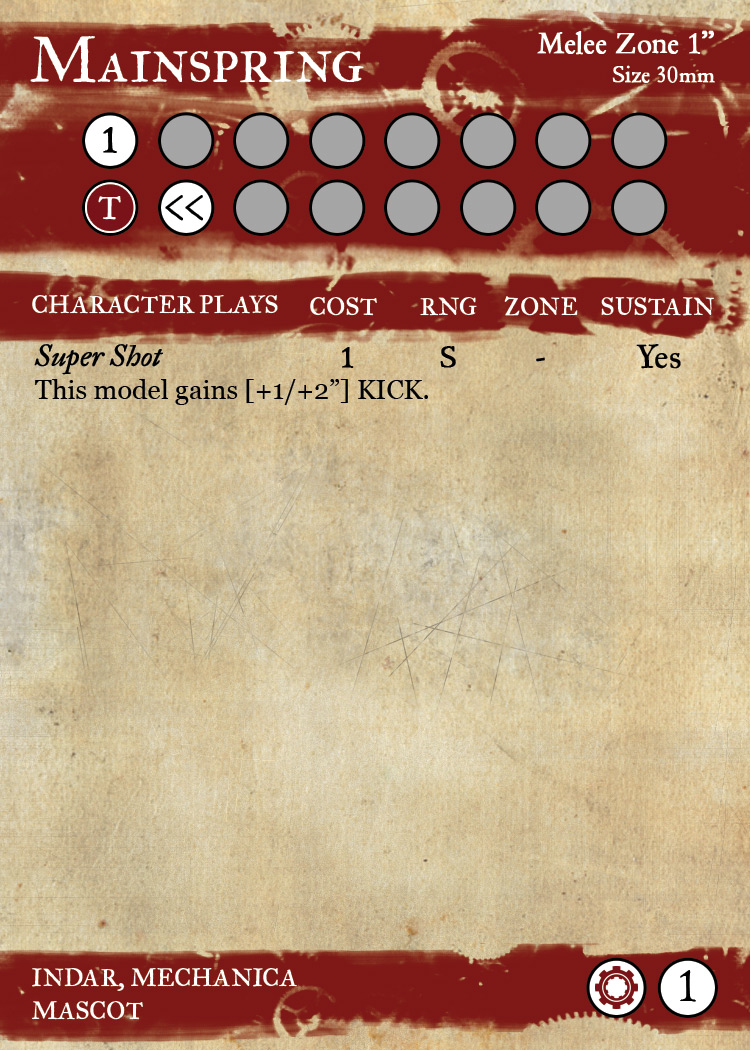 MAINSPRING
Melee Zone 1”
Size 30mm
1
T <<
CHARACTER PLAYS COST RNG ZONE SUSTAIN
Super Shot 1 S - Yes
This model gains [+1/+2”] KICK.
INDAR, MECHANICA
MASCOT
1